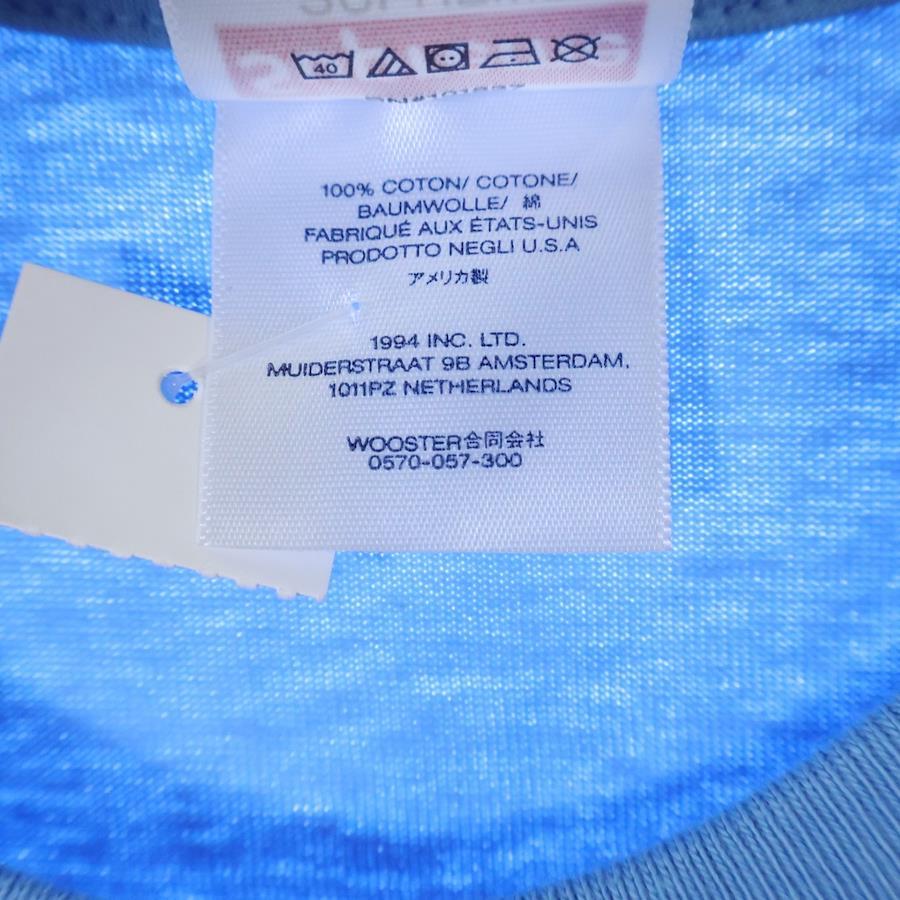 40
100% COTON/ COTONE/
BAUMWOLLE/ 綿
FABRIQUÉ AUX ÉTATS-UNIS
PRODOTTO NEGLI U.S.A
アメリカ製
1994 INC. LTD.
MUIDERSTRAAT 9B AMSTERDAM,
1011PZ NETHERLANDS
WOOSTER合同会社
0570-057-300